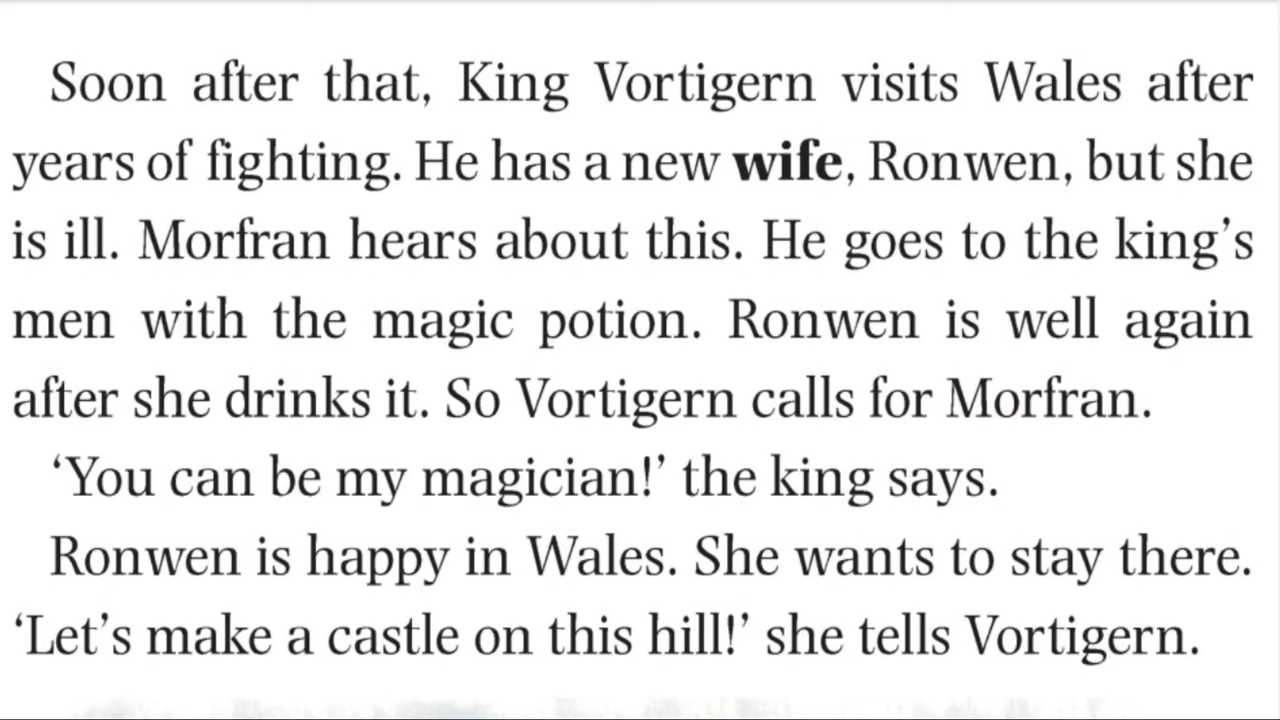 Soon after that, King Vortigern visits Wales after
years of fighting. He has a new wife, Ronwen, but she
is ill. Morfran hears about this. He goes to the king’s
men with the magic potion. Ronwen is well again
after she drinks it. So Vortigern calls for Morfran.
‘You can be my magician!’ the king says.
Ronwen is happy in Wales. She wants to stay there.
‘Let’s make a castle on this hill!’ she tells Vortigern.